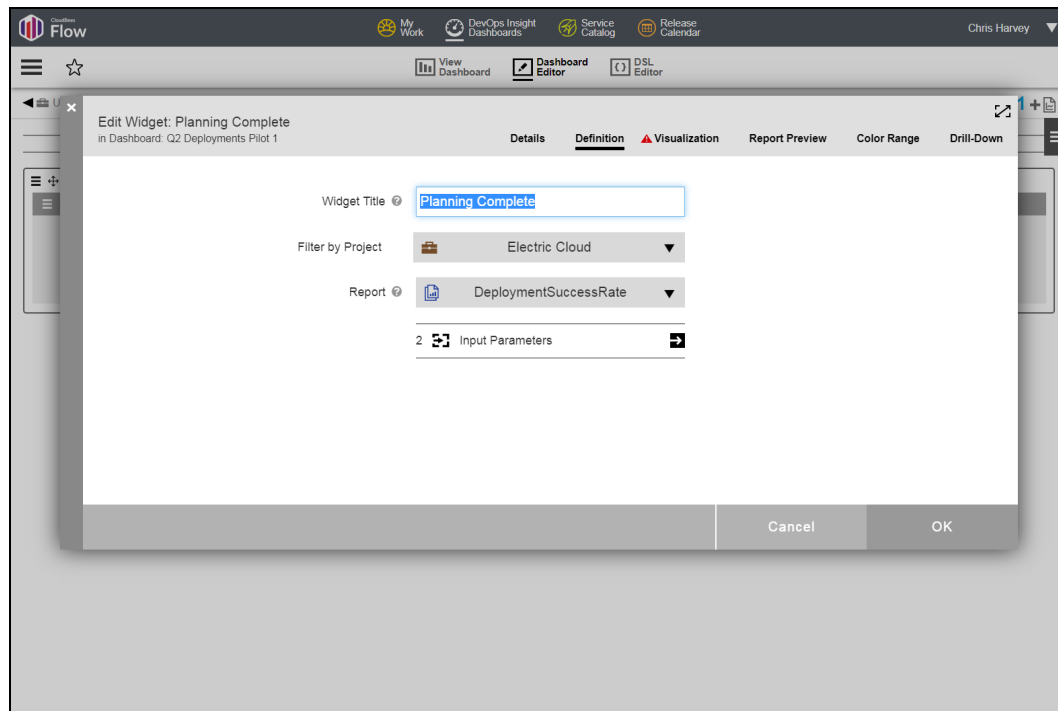 CloudBees
Flow
My Work
DevOps Insight Dashboards
Service Catalog
Release Calendar
Chris Harvey
View Dashboard
Dashboard Editor
DSL Editor
U
1
Edit Widget: Planning Complete
in Dashboard: Q2 Deployments Pilot 1
Details
Definition
Visualization
Report Preview
Color Range
Drill-Down
Widget Title
Planning Complete
Filter by Project
Electric Cloud
Report
DeploymentSuccessRate
2 Input Parameters
Cancel
OK